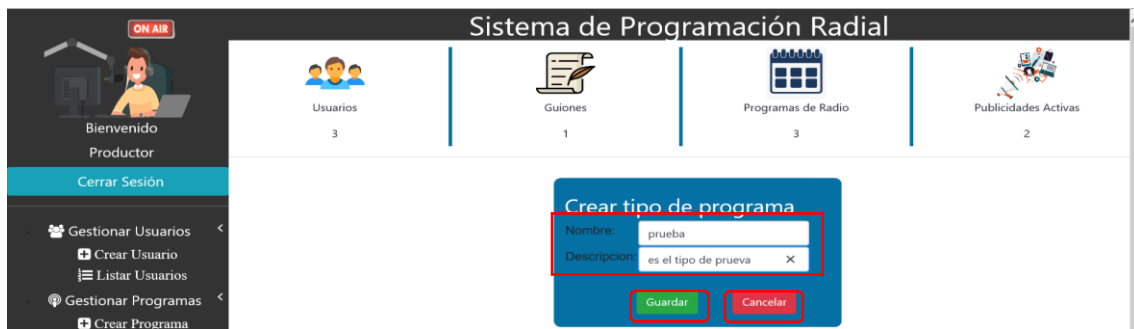 ON AIR
Sistema de Programación Radial
Bienvenido
Productor
Cerrar Sesión
Gestionar Usuarios
Crear Usuario
Listar Usuarios
Gestionar Programas
Crear Programa
Usuarios
3
Guiones
1
Programas de Radio
3
Publicidades Activas
2
Crear tipo de programa
Nombre: prueba
Descripcion: es el tipo de prueva
Guardar Cancelar